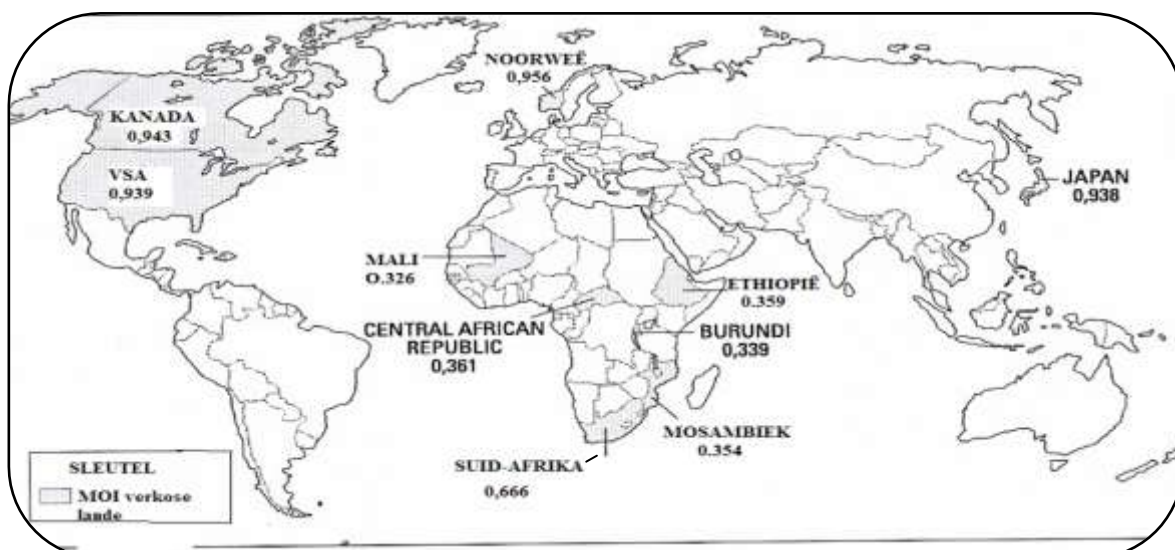 NOORWEË
0,956
KANADA
0.943
VSA
0,939
JAPAN
0,938
MALI
O.326
ETHIOPIË
0.359
CENTRAL AFRICAN
REPUBLIC
0,361
BURUNDI
0,339
MOSAMBIEK
0.354
SUID-AFRIKA
0,666
SLEUTEL
MOI verkose
lande